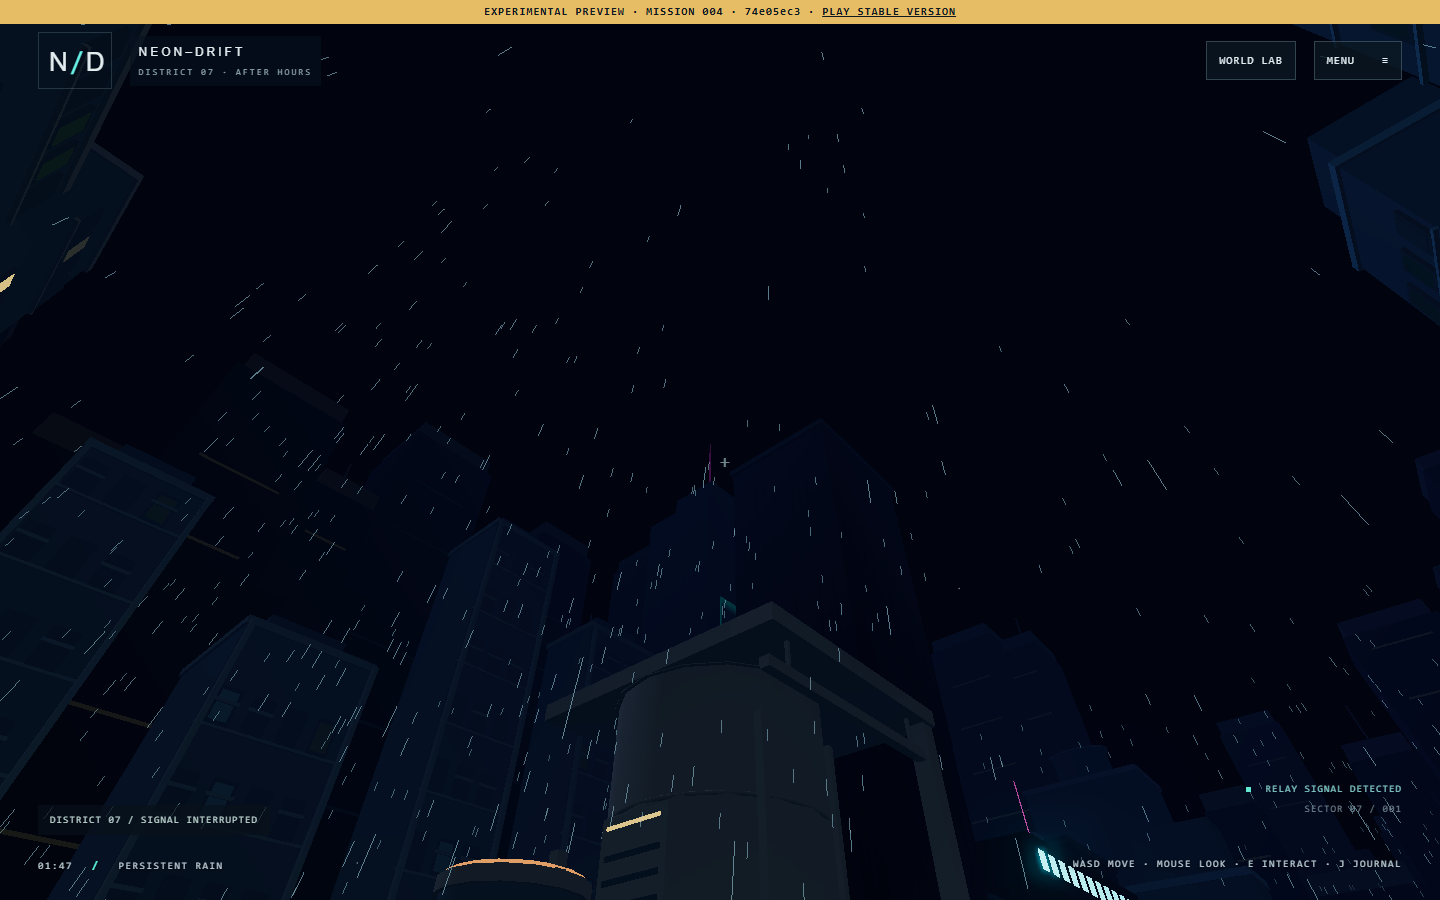 EXPERIMENTAL PREVIEW · MISSION 004 · 74e05ec3 · PLAY STABLE VERSION
N/D
NEON—DRIFT
DISTRICT 07 · AFTER HOURS
WORLD LAB
MENU ≡
RELAY SIGNAL DETECTED
SECTOR 07 / 001
DISTRICT 07 / SIGNAL INTERRUPTED
01:47 / PERSISTENT RAIN
WASD MOVE · MOUSE LOOK · E INTERACT · J JOURNAL